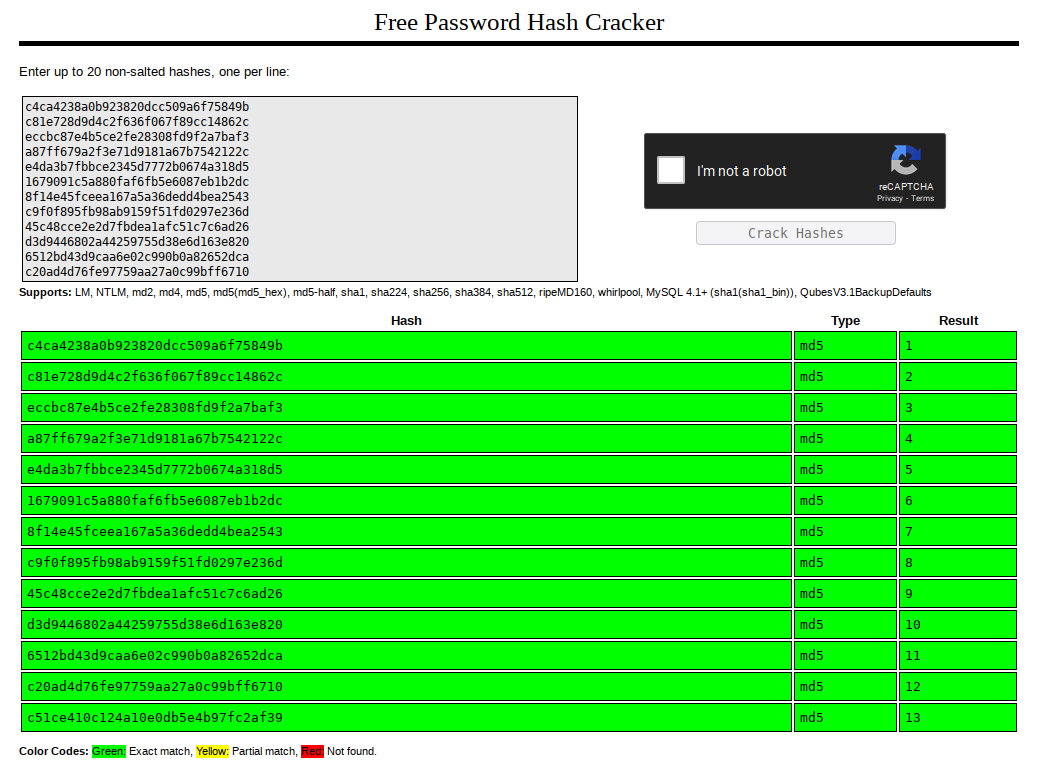 Free Password Hash Cracker
Enter up to 20 non-salted hashes, one per line:
c4ca4238a0b923820dcc509a6f75849b
c81e728d9d4c2f636f067f89cc14862c
eccbc87e4b5ce2fe28308fd9f2a7baf3
a87ff679a2f3e71d9181a67b7542122c
e4da3b7fbbce2345d7772b0674a318d5
1679091c5a880faf6fb5e6087eb1b2dc
8f14e45fceea167a5a36dedd4bea2543
c9f0f895fb98ab9159f51fd0297e236d
45c48cce2e2d7fbdea1afc51c7c6ad26
d3d9446802a44259755d38e6d163e820
6512bd43d9caa6e02c990b0a82652dca
c20ad4d76fe97759aa27a0c99bff6710
I'm not a robot
reCAPTCHA
Privacy - Terms
Crack Hashes
Supports: LM, NTLM, md2, md4, md5, md5(md5_hex), md5-half, sha1, sha224, sha256, sha384, sha512, ripeMD160, whirlpool, MySQL 4.1+ (sha1(sha1_bin)), QubesV3.1BackupDefaults
Hash Type Result
c4ca4238a0b923820dcc509a6f75849b md5 1
c81e728d9d4c2f636f067f89cc14862c md5 2
eccbc87e4b5ce2fe28308fd9f2a7baf3 md5 3
a87ff679a2f3e71d9181a67b7542122c md5 4
e4da3b7fbbce2345d7772b0674a318d5 md5 5
1679091c5a880faf6fb5e6087eb1b2dc md5 6
8f14e45fceea167a5a36dedd4bea2543 md5 7
c9f0f895fb98ab9159f51fd0297e236d md5 8
45c48cce2e2d7fbdea1afc51c7c6ad26 md5 9
d3d9446802a44259755d38e6d163e820 md5 10
6512bd43d9caa6e02c990b0a82652dca md5 11
c20ad4d76fe97759aa27a0c99bff6710 md5 12
c51ce410c124a10e0db5e4b97fc2af39 md5 13
Color Codes: Green: Exact match, Yellow: Partial match, Red: Not found.